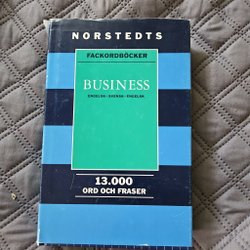 NORSTEDTS
FACKORDBÖCKER
BUSINESS
ENGELSK-SVENSK-ENGELSK
13.000
ORD OCH FRASER